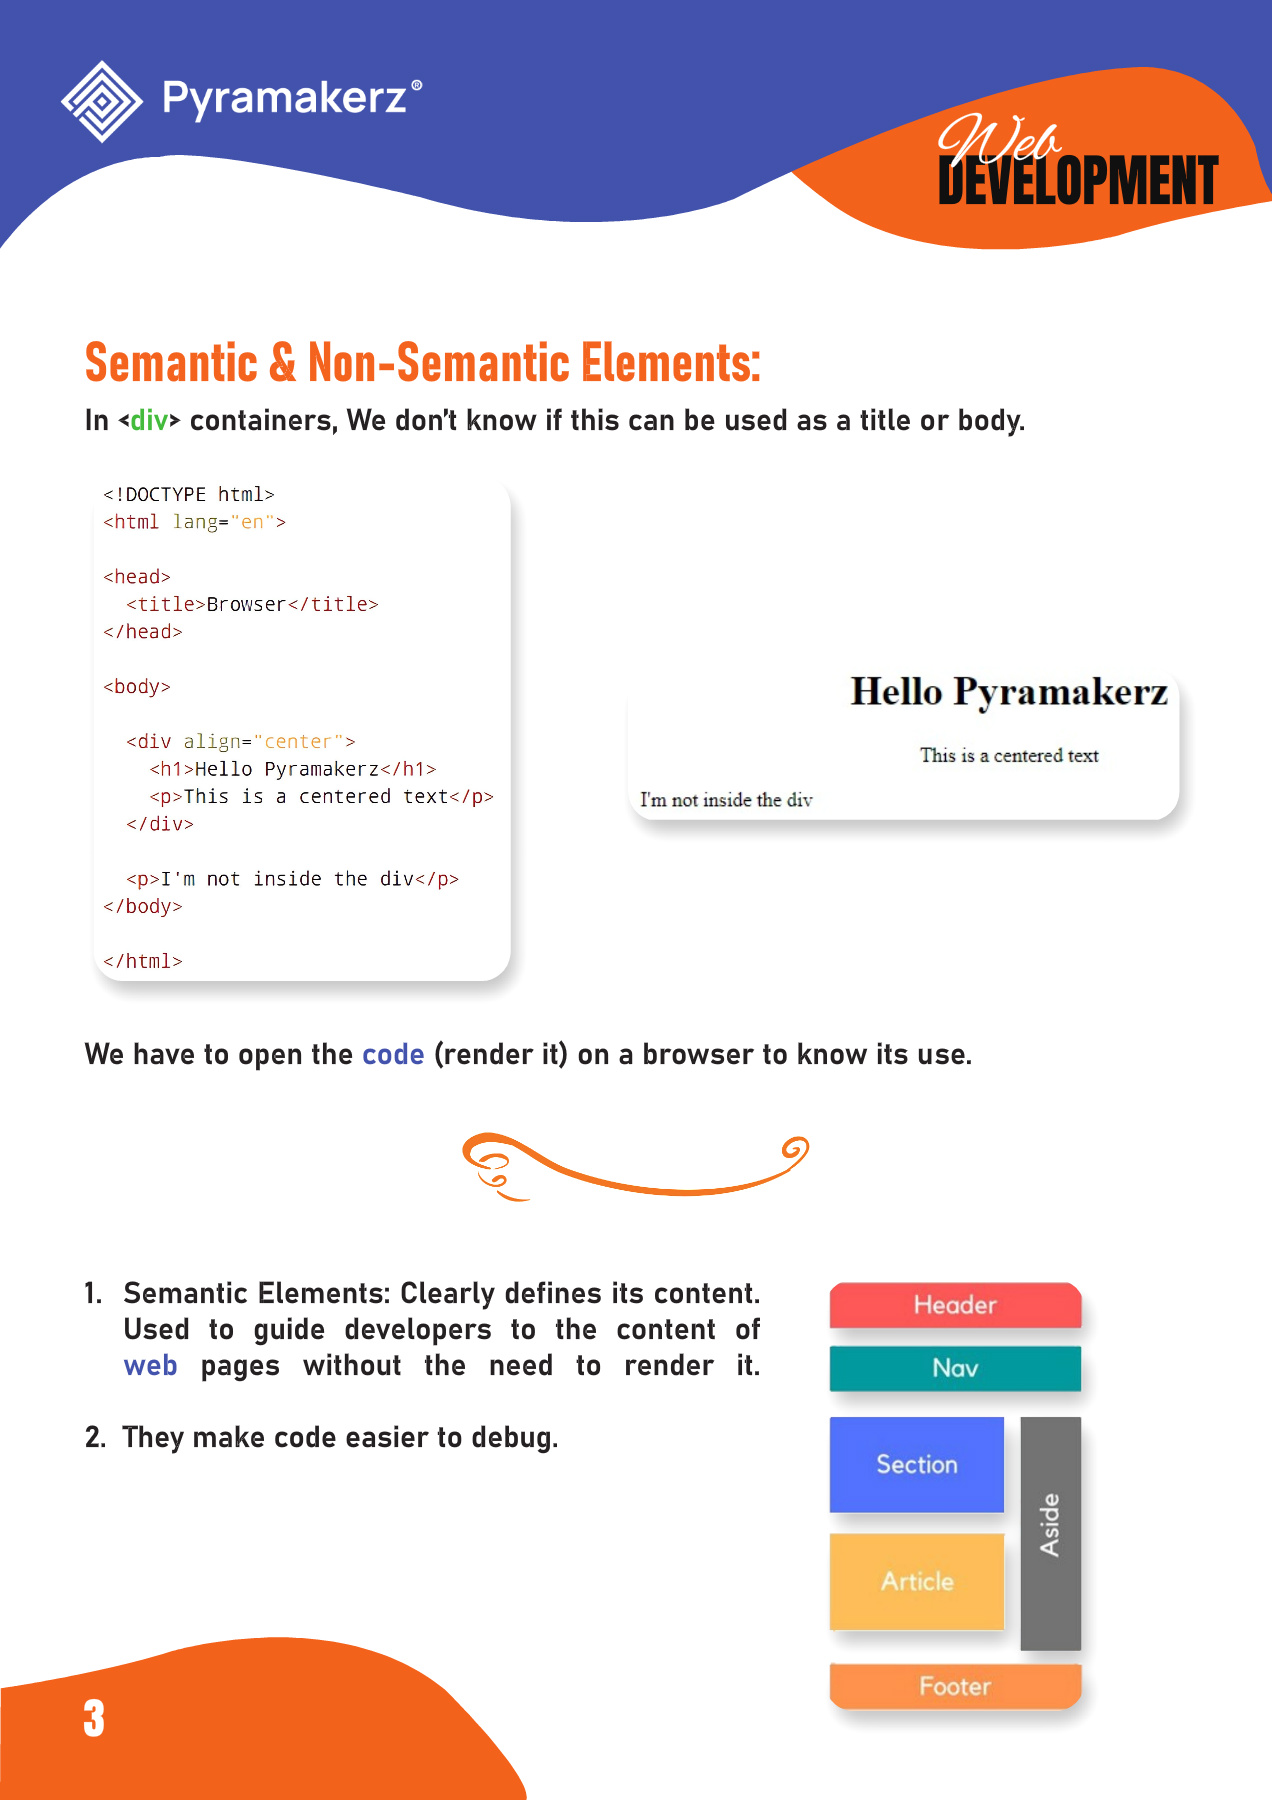 Pyramakerz®
Web
DEVELOPMENT
Semantic & Non-Semantic Elements:
In <div> containers, We don't know if this can be used as a title or body.
<!DOCTYPE html>
<html lang="en">
<head>
<title>Browser</title>
</head>
<body>
<div align="center">
<h1>Hello Pyramakerz</h1>
<p>This is a centered text</p>
</div>
<p>I'm not inside the div</p>
</body>
</html>
Hello Pyramakerz
This is a centered text
I'm not inside the div
We have to open the code (render it) on a browser to know its use.
1. Semantic Elements: Clearly defines its content.
Used to guide developers to the content of
web pages without the need to render it.
2. They make code easier to debug.
Header
Nav
Section
Aside
Article
Footer
3